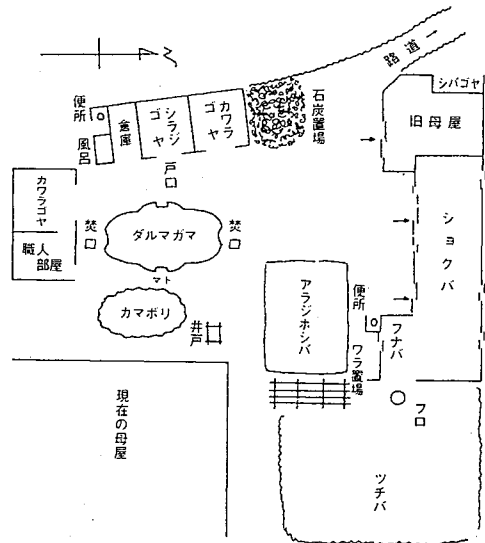 道路→
シバゴヤ
旧母屋
石炭置場
カワラゴヤ
シラジゴヤ
倉庫
便所
風呂
戸口
カワラゴヤ
職人部屋
焚口
ダルマガマ
焚口
マト
カマボリ
井戸
ショクバ
アラジホシバ
便所
フナバ
ワラ置場
フロ
ツチバ
現在の母屋